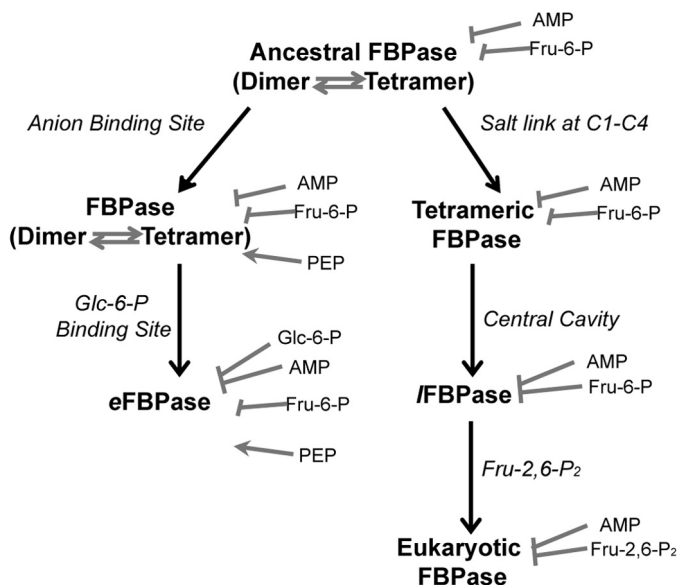 AMP
Ancestral FBPase
Fru-6-P
(Dimer Tetramer)
Anion Binding Site
Salt link at C1-C4
FBPase
AMP
Fru-6-P
(Dimer Tetramer)
PEP
Tetrameric
FBPase
AMP
Fru-6-P
Glc-6-P
Binding Site
Central Cavity
Glc-6-P
AMP
eFBPase
Fru-6-P
PEP
AMP
lFBPase
Fru-6-P
Fru-2,6-P₂
AMP
Eukaryotic
FBPase
Fru-2,6-P₂